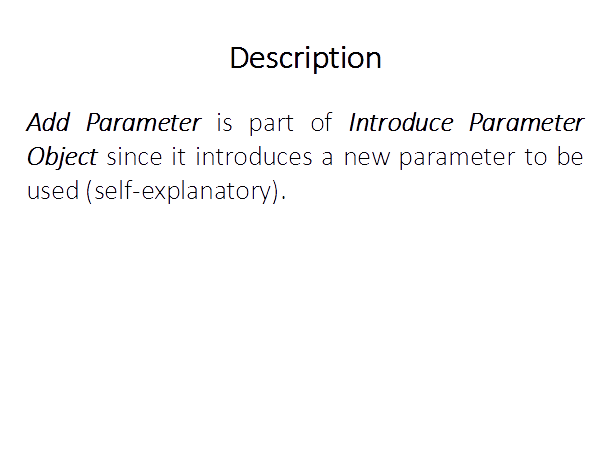 Description
Add Parameter is part of Introduce Parameter
Object since it introduces a new parameter to be
used (self-explanatory).